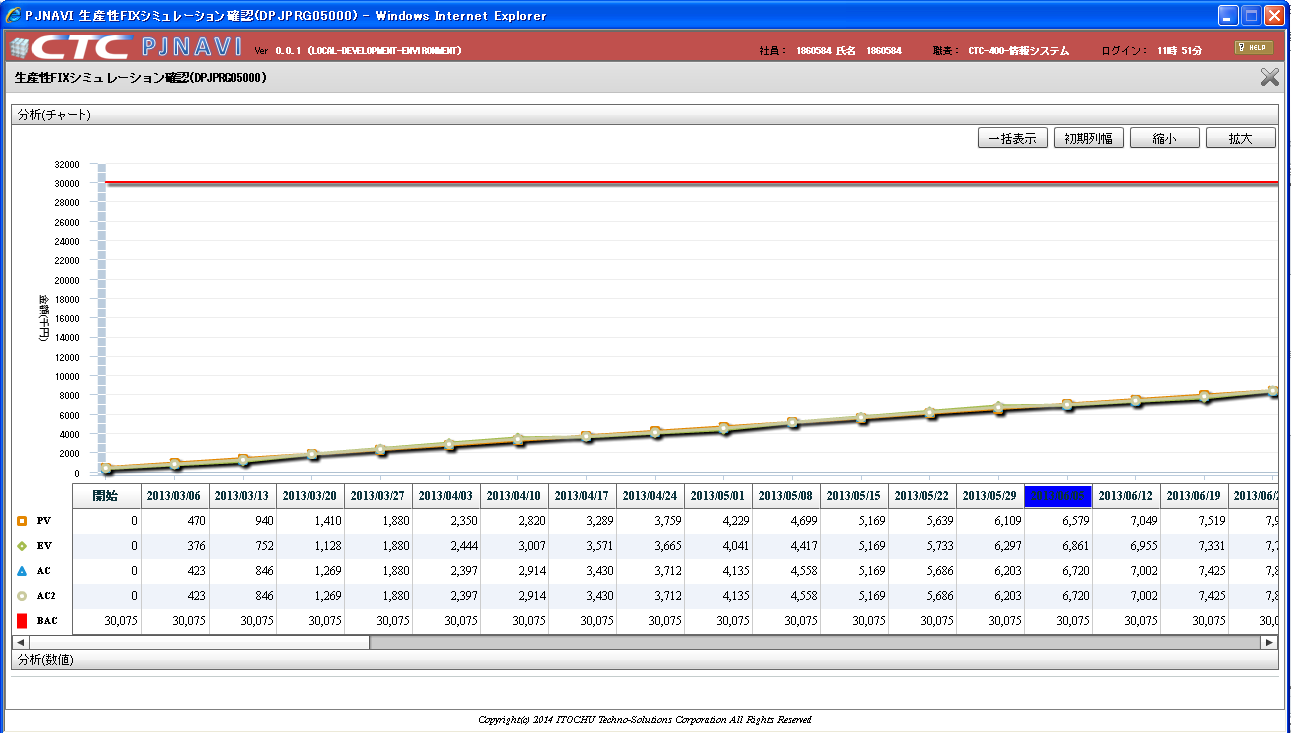 PJNAVI 生産性FIXシミュレーション確認(DPJPRG05000) - Windows Internet Explorer
CTC PJNAVI Ver 0.0.1 (LOCAL-DEVELOPMENT-ENVIRONMENT) 社員： 1860584 氏名 1860584 職責： CTC-400-情報システム ログイン： 11時 51分 ? HELP
生産性FIXシミュレーション確認(DPJPRG05000)
分析(チャート)
一括表示 初期列幅 縮小 拡大
32000
30000
28000
26000
24000
22000
20000
18000
16000
14000
12000
10000
8000
6000
4000
2000
0
金額(千円)
開始 2013/03/06 2013/03/13 2013/03/20 2013/03/27 2013/04/03 2013/04/10 2013/04/17 2013/04/24 2013/05/01 2013/05/08 2013/05/15 2013/05/22 2013/05/29 2013/06/05 2013/06/12 2013/06/19 2013/06/2
PV 0 470 940 1,410 1,880 2,350 2,820 3,289 3,759 4,229 4,699 5,169 5,639 6,109 6,579 7,049 7,519 7,9
EV 0 376 752 1,128 1,880 2,444 3,007 3,571 3,665 4,041 4,417 5,169 5,733 6,297 6,861 6,955 7,331 7,7
AC 0 423 846 1,269 1,880 2,397 2,914 3,430 3,712 4,135 4,558 5,169 5,686 6,203 6,720 7,002 7,425 7,8
AC2 0 423 846 1,269 1,880 2,397 2,914 3,430 3,712 4,135 4,558 5,169 5,686 6,203 6,720 7,002 7,425 7,8
BAC 30,075 30,075 30,075 30,075 30,075 30,075 30,075 30,075 30,075 30,075 30,075 30,075 30,075 30,075 30,075 30,075 30,075 30,0
分析(数値)
Copyright(c) 2014 ITOCHU Techno-Solutions Corporation All Rights Reserved